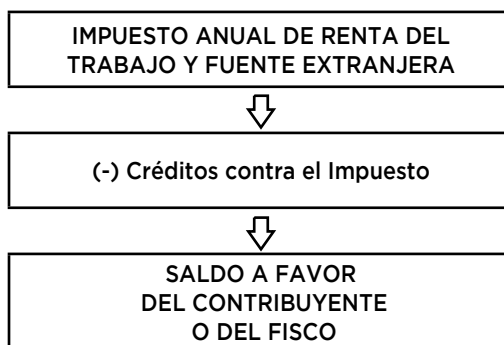 IMPUESTO ANUAL DE RENTA DEL
TRABAJO Y FUENTE EXTRANJERA
(-) Créditos contra el Impuesto
SALDO A FAVOR
DEL CONTRIBUYENTE
O DEL FISCO